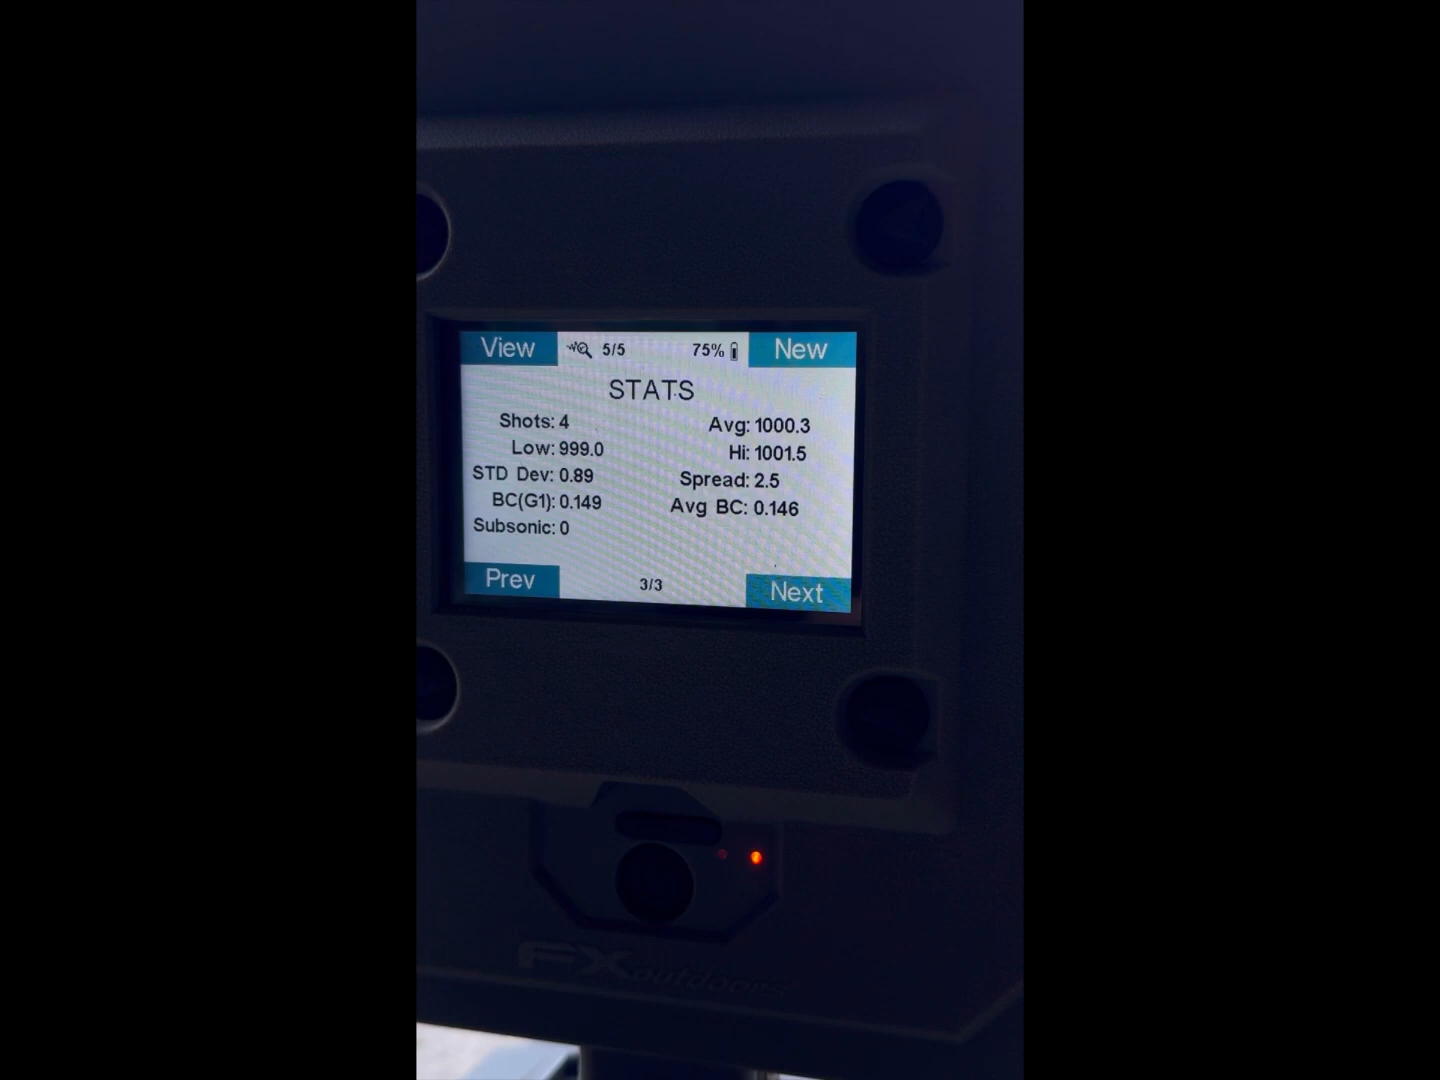 View 5/5 75% New
STATS
Shots: 4 Avg: 1000.3
Low: 999.0 Hi: 1001.5
STD Dev: 0.89 Spread: 2.5
BC(G1): 0.149 Avg BC: 0.146
Subsonic: 0
Prev 3/3 Next
FX outdoors